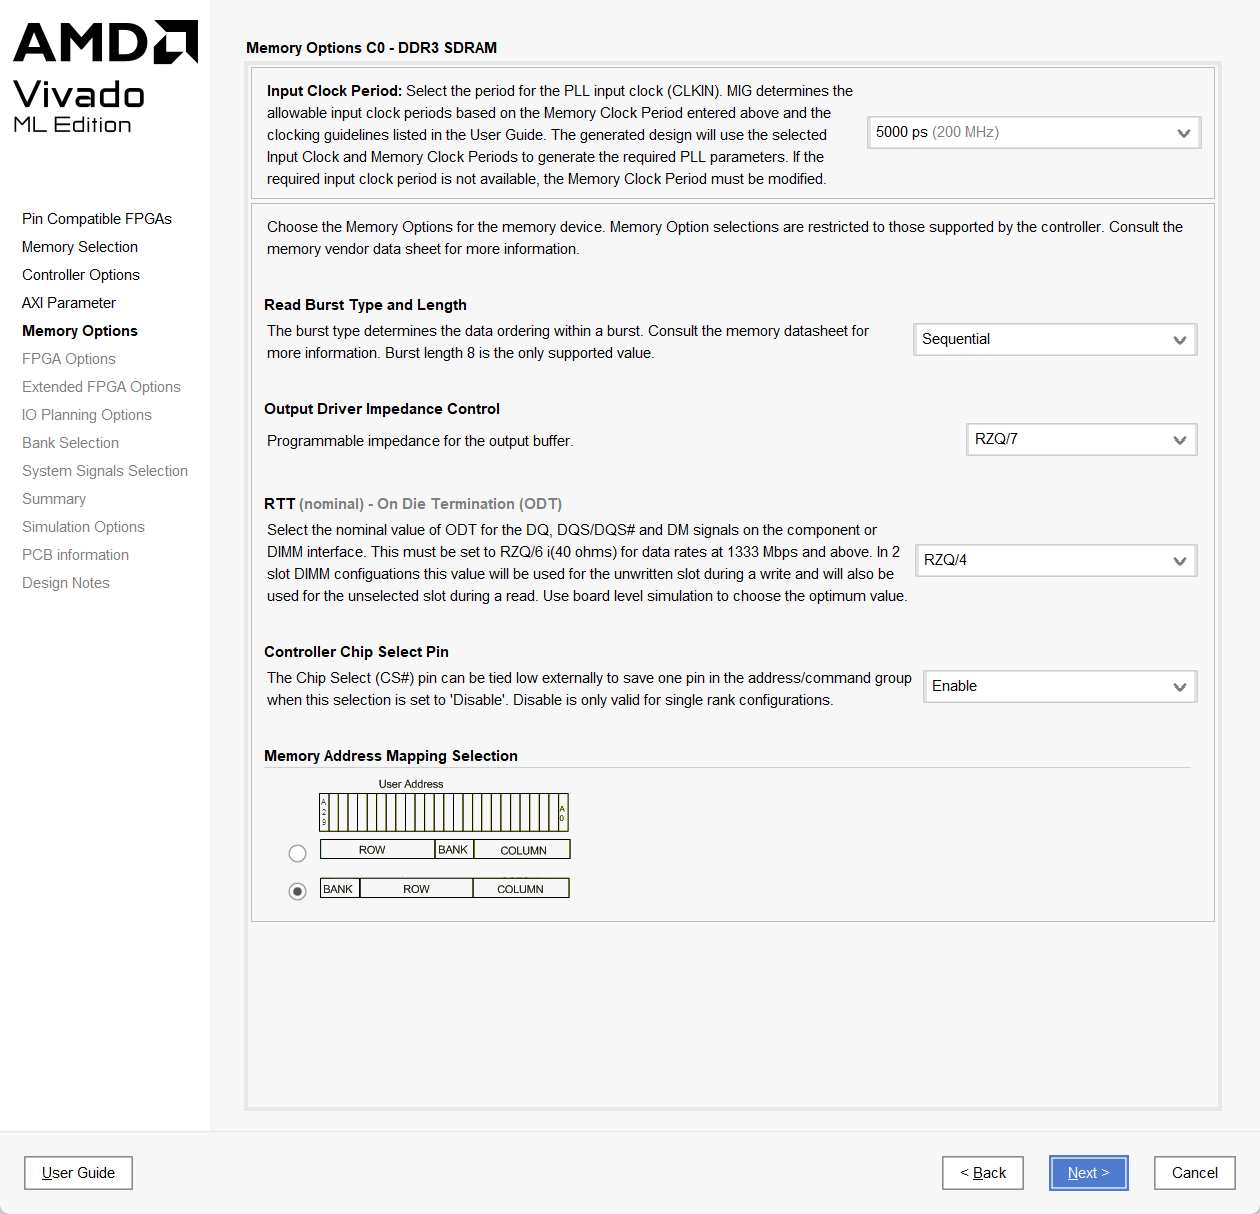 AMD
Vivado
ML Edition
Pin Compatible FPGAs
Memory Selection
Controller Options
AXI Parameter
Memory Options
FPGA Options
Extended FPGA Options
IO Planning Options
Bank Selection
System Signals Selection
Summary
Simulation Options
PCB information
Design Notes
Memory Options C0 - DDR3 SDRAM
Input Clock Period: Select the period for the PLL input clock (CLKIN). MIG determines the
allowable input clock periods based on the Memory Clock Period entered above and the
clocking guidelines listed in the User Guide. The generated design will use the selected
Input Clock and Memory Clock Periods to generate the required PLL parameters. If the
required input clock period is not available, the Memory Clock Period must be modified.
5000 ps (200 MHz)
Choose the Memory Options for the memory device. Memory Option selections are restricted to those supported by the controller. Consult the
memory vendor data sheet for more information.
Read Burst Type and Length
The burst type determines the data ordering within a burst. Consult the memory datasheet for
more information. Burst length 8 is the only supported value.
Sequential
Output Driver Impedance Control
Programmable impedance for the output buffer.
RZQ/7
RTT (nominal) - On Die Termination (ODT)
Select the nominal value of ODT for the DQ, DQS/DQS# and DM signals on the component or
DIMM interface. This must be set to RZQ/6 i(40 ohms) for data rates at 1333 Mbps and above. In 2
slot DIMM configuations this value will be used for the unwritten slot during a write and will also be
used for the unselected slot during a read. Use board level simulation to choose the optimum value.
RZQ/4
Controller Chip Select Pin
The Chip Select (CS#) pin can be tied low externally to save one pin in the address/command group
when this selection is set to 'Disable'. Disable is only valid for single rank configurations.
Enable
Memory Address Mapping Selection
User Address
A29 A0
ROW BANK COLUMN
BANK ROW COLUMN
User Guide
< Back
Next >
Cancel